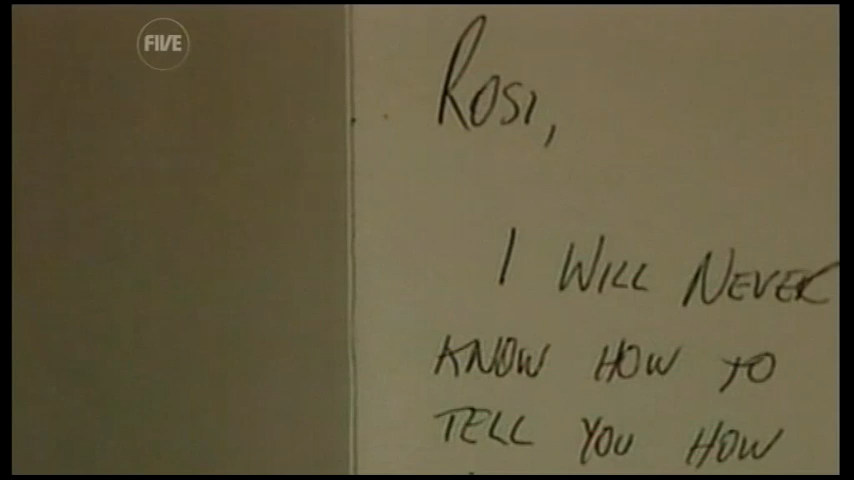 FIVE
Rosi,
I WILL NEVER
KNOW HOW TO
TELL YOU HOW